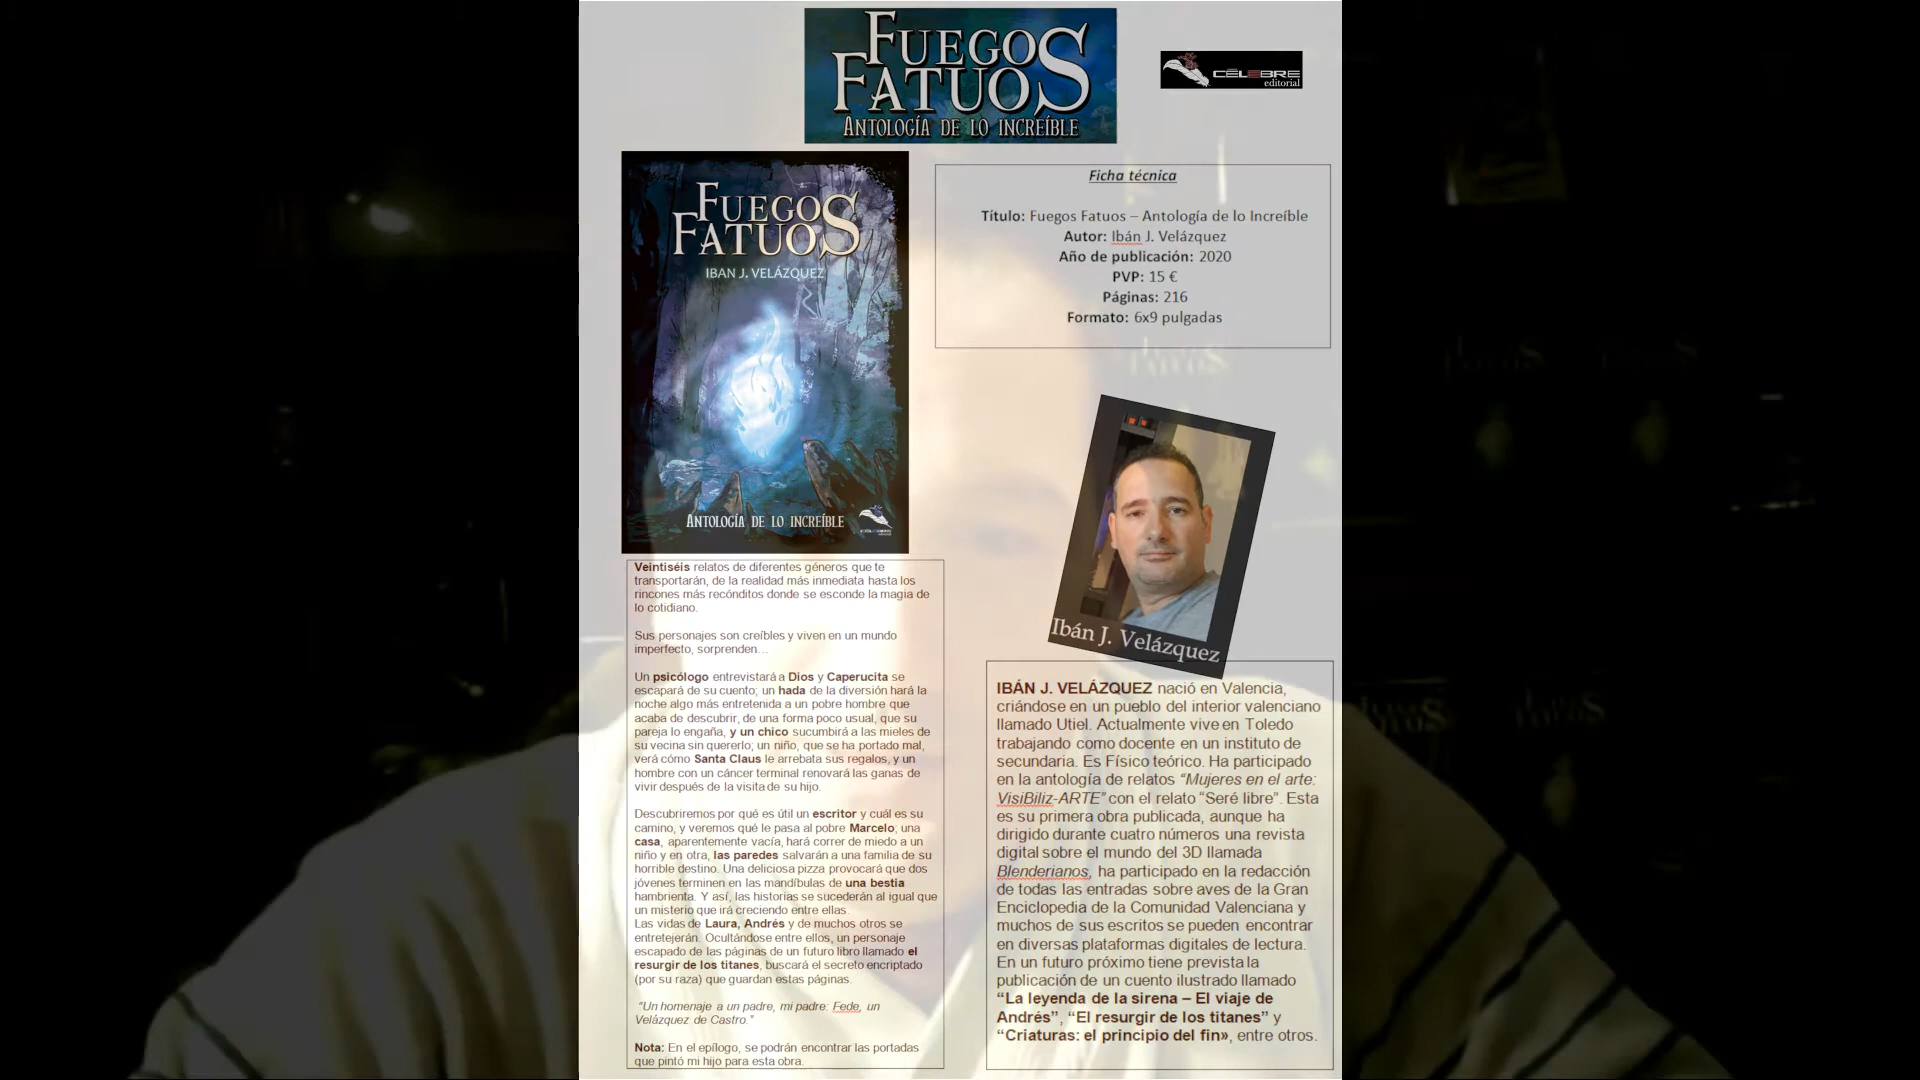 FUEGOS
FATUOS
ANTOLOGÍA DE LO INCREÍBLE
CÉLEBRE
editorial
FUEGOS
FATUOS
IBAN J. VELÁZQUEZ
ANTOLOGÍA DE LO INCREÍBLE
Ficha técnica
Título: Fuegos Fatuos – Antología de lo Increíble
Autor: Ibán J. Velázquez
Año de publicación: 2020
PVP: 15 €
Páginas: 216
Formato: 6x9 pulgadas
Ibán J. Velázquez
Veintiséis relatos de diferentes géneros que te
transportarán, de la realidad más inmediata hasta los
rincones más recónditos donde se esconde la magia de
lo cotidiano.
Sus personajes son creíbles y viven en un mundo
imperfecto, sorprenden...
Un psicólogo entrevistará a Dios y Caperucita se
escapará de su cuento; un hada de la diversión hará la
noche algo más entretenida a un pobre hombre que
acaba de descubrir, de una forma poco usual, que su
pareja lo engaña, y un chico sucumbirá a las mieles de
su vecina sin quererlo; un niño, que se ha portado mal,
verá cómo Santa Claus le arrebata sus regalos, y un
hombre con un cáncer terminal renovará las ganas de
vivir después de la visita de su hijo.
Descubriremos por qué es útil un escritor y cuál es su
camino, y veremos qué le pasa al pobre Marcelo; una
casa, aparentemente vacía, hará correr de miedo a un
niño y en otra, las paredes salvarán a una familia de su
horrible destino. Una deliciosa pizza provocará que dos
jóvenes terminen en las mandíbulas de una bestia
hambrienta. Y así, las historias se sucederán al igual que
un misterio que irá creciendo entre ellas.
Las vidas de Laura, Andrés y de muchos otros se
entretejerán. Ocultándose entre ellos, un personaje
escapado de las páginas de un futuro libro llamado el
resurgir de los titanes, buscará el secreto encriptado
(por su raza) que guardan estas páginas.
"Un homenaje a un padre, mi padre: Fede, un
Velázquez de Castro."
Nota: En el epílogo, se podrán encontrar las portadas
que pintó mi hijo para esta obra.
IBÁN J. VELÁZQUEZ nació en Valencia,
criándose en un pueblo del interior valenciano
llamado Utiel. Actualmente vive en Toledo
trabajando como docente en un instituto de
secundaria. Es Físico teórico. Ha participado
en la antología de relatos “Mujeres en el arte:
VisiBiliz-ARTE” con el relato “Seré libre”. Esta
es su primera obra publicada, aunque ha
dirigido durante cuatro números una revista
digital sobre el mundo del 3D llamada
Blenderianos, ha participado en la redacción
de todas las entradas sobre aves de la Gran
Enciclopedia de la Comunidad Valenciana y
muchos de sus escritos se pueden encontrar
en diversas plataformas digitales de lectura.
En un futuro próximo tiene prevista la
publicación de un cuento ilustrado llamado
“La leyenda de la sirena – El viaje de
Andrés”, “El resurgir de los titanes” y
“Criaturas: el principio del fin», entre otros.